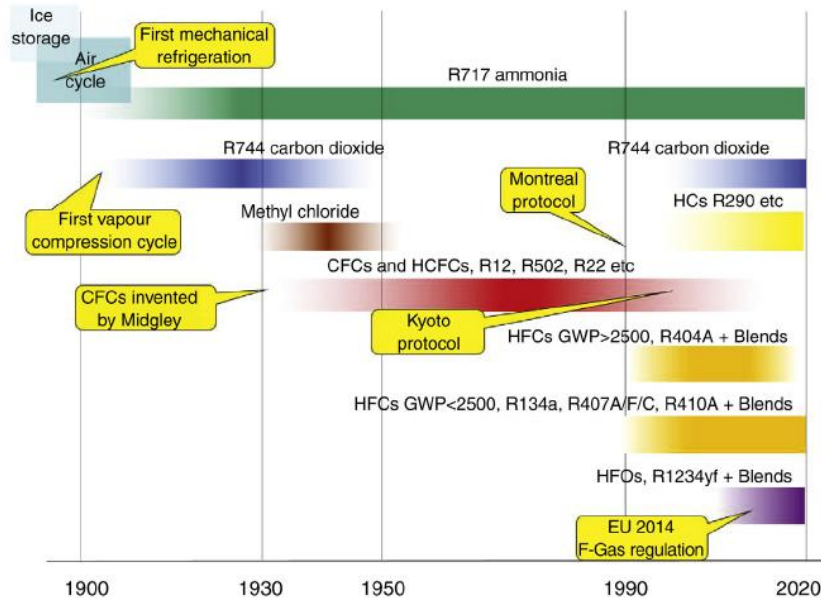 Ice
storage
First mechanical
refrigeration
Air
cycle
R717 ammonia
R744 carbon dioxide
R744 carbon dioxide
Montreal
protocol
HCs R290 etc
First vapour
compression cycle
Methyl chloride
CFCs and HCFCs, R12, R502, R22 etc
CFCs invented
by Midgley
Kyoto
protocol
HFCs GWP>2500, R404A + Blends
HFCs GWP<2500, R134a, R407A/F/C, R410A + Blends
HFOs, R1234yf + Blends
EU 2014
F-Gas regulation
1900 1930 1950 1990 2020